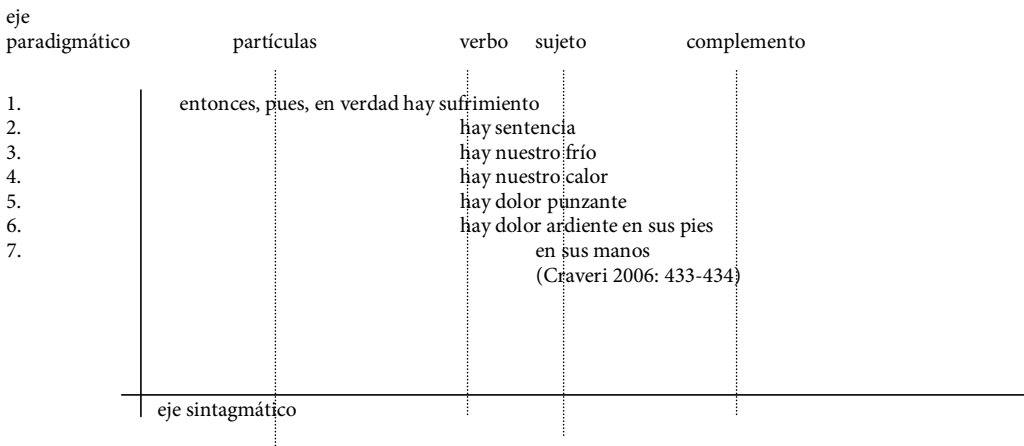 eje
paradigmático partículas verbo sujeto complemento
1. entonces, pues, en verdad hay sufrimiento
2. hay sentencia
3. hay nuestro frío
4. hay nuestro calor
5. hay dolor punzante
6. hay dolor ardiente en sus pies
7. en sus manos
(Craveri 2006: 433-434)
eje sintagmático